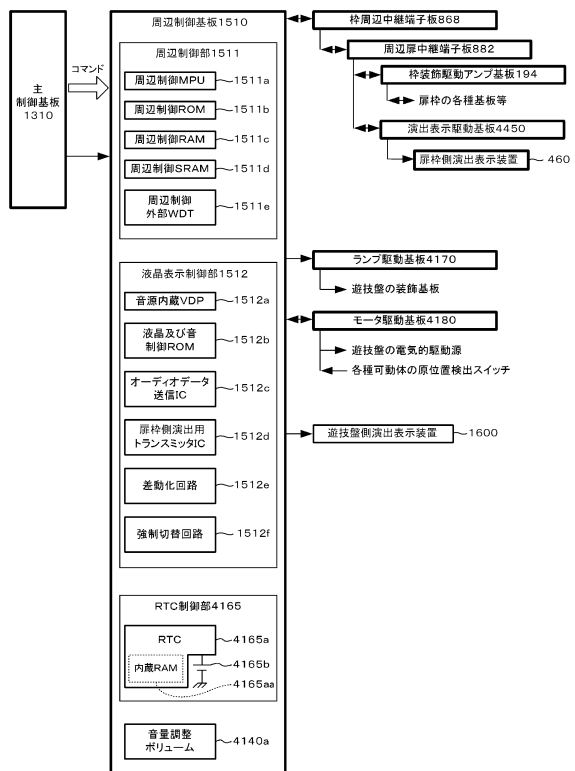 主
制御基板
1310
コマンド
周辺制御基板1510
周辺制御部1511
周辺制御MPU
1511a
周辺制御ROM
1511b
周辺制御RAM
1511c
周辺制御SRAM
1511d
周辺制御
外部WDT
1511e
液晶表示制御部1512
音源内蔵VDP
1512a
液晶及び音
制御ROM
1512b
オーディオデータ
送信IC
1512c
扉枠側演出用
トランスミッタIC
1512d
差動化回路
1512e
強制切替回路
1512f
RTC制御部4165
RTC
4165a
内蔵RAM
4165b
4165aa
音量調整
ボリューム
4140a
枠周辺中継端子板868
周辺扉中継端子板882
枠装飾駆動アンプ基板194
扉枠の各種基板等
演出表示駆動基板4450
扉枠側演出表示装置
460
ランプ駆動基板4170
遊技盤の装飾基板
モータ駆動基板4180
遊技盤の電気的駆動源
各種可動体の原位置検出スイッチ
遊技盤側演出表示装置
1600